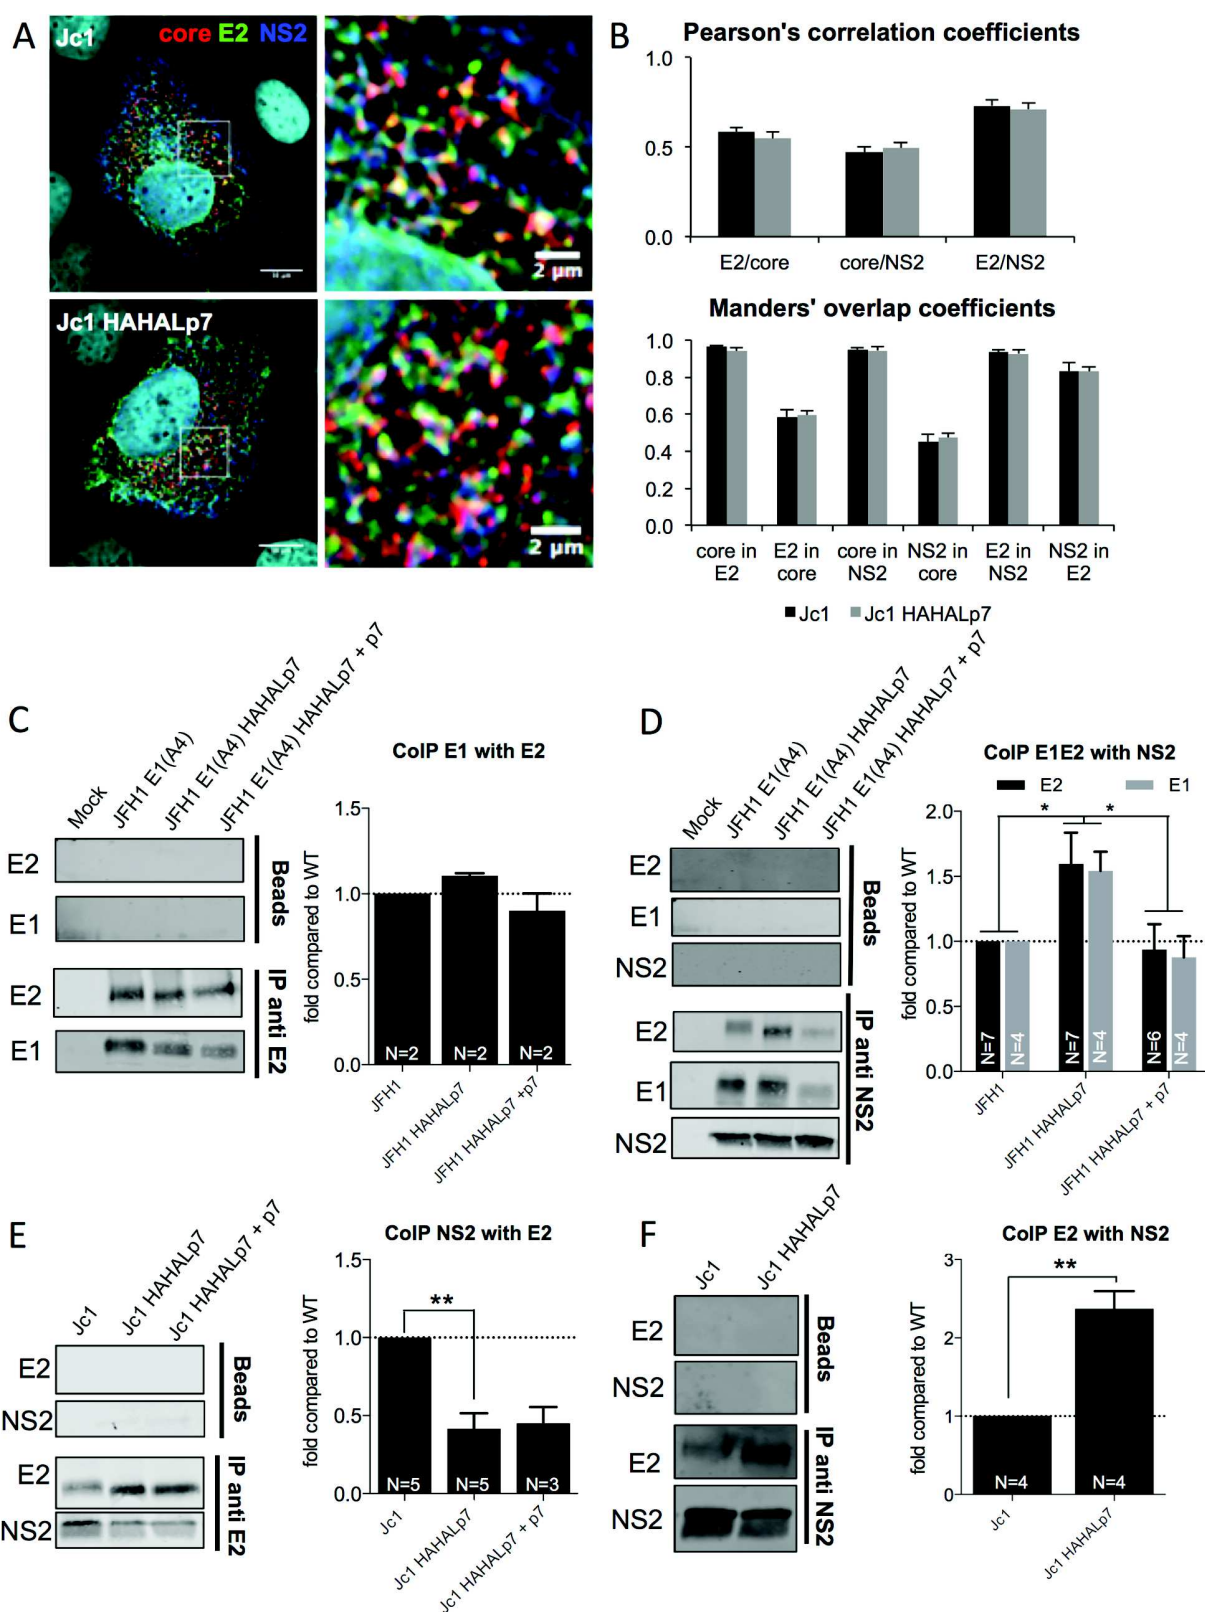 A
Jc1
core E2 NS2
2 µm
Jc1 HAHALp7
2 µm
B
Pearson's correlation coefficients
1.0
0.5
0.0
E2/core
core/NS2
E2/NS2
Manders' overlap coefficients
1.0
0.8
0.6
0.4
0.2
0.0
core in E2
E2 in core
core in NS2
NS2 in core
E2 in NS2
NS2 in E2
Jc1
Jc1 HAHALp7
C
Mock
JFH1 E1(A4)
JFH1 E1(A4) HAHALp7
JFH1 E1(A4) HAHALp7 + p7
E2
E1
Beads
E2
E1
IP anti E2
CoIP E1 with E2
fold compared to WT
1.5
1.0
0.5
0.0
N=2
N=2
N=2
JFH1
JFH1 HAHALp7
JFH1 HAHALp7 +p7
D
Mock
JFH1 E1(A4)
JFH1 E1(A4) HAHALp7
JFH1 E1(A4) HAHALp7 + p7
E2
E1
NS2
Beads
E2
E1
NS2
IP anti NS2
CoIP E1E2 with NS2
E2
E1
fold compared to WT
2.0
1.5
1.0
0.5
0.0
*
*
N=7
N=4
N=7
N=4
N=6
N=4
JFH1
JFH1 HAHALp7
JFH1 HAHALp7 + p7
E
Jc1
Jc1 HAHALp7
Jc1 HAHALp7 + p7
E2
NS2
Beads
E2
NS2
IP anti E2
CoIP NS2 with E2
fold compared to WT
1.5
1.0
0.5
0.0
**
N=5
N=5
N=3
Jc1
Jc1 HAHALp7
Jc1 HAHALp7 + p7
F
Jc1
Jc1 HAHALp7
E2
NS2
Beads
E2
NS2
IP anti NS2
CoIP E2 with NS2
fold compared to WT
3
2
1
0
**
N=4
N=4
Jc1
Jc1 HAHALp7